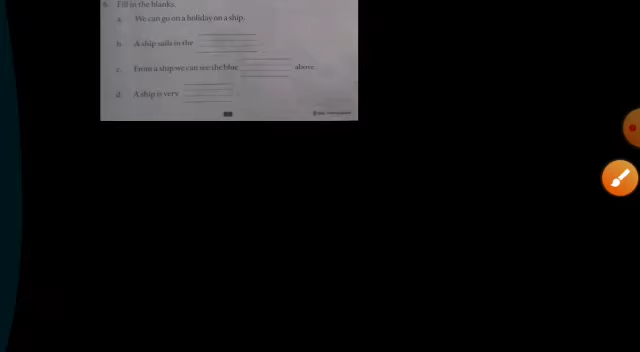 6. Fill in the blanks.
a. We can go on a holiday on a ship.
b. A ship sails in the
c. From a ship we can see the blue above.
d. A ship is very .